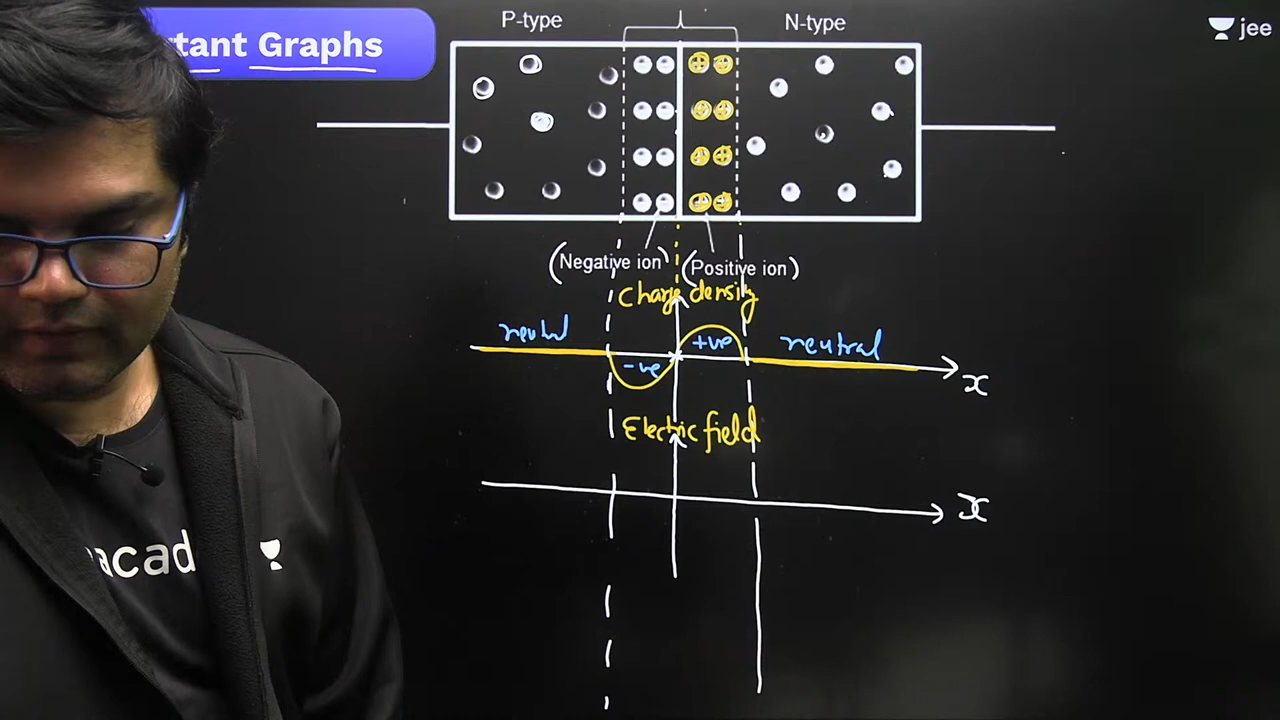 P-type
N-type
jee
tant Graphs
(Negative ion)
(Positive ion)
Charge density
neutral
+ve
neutral
-ve
x
Electric field
x
acad